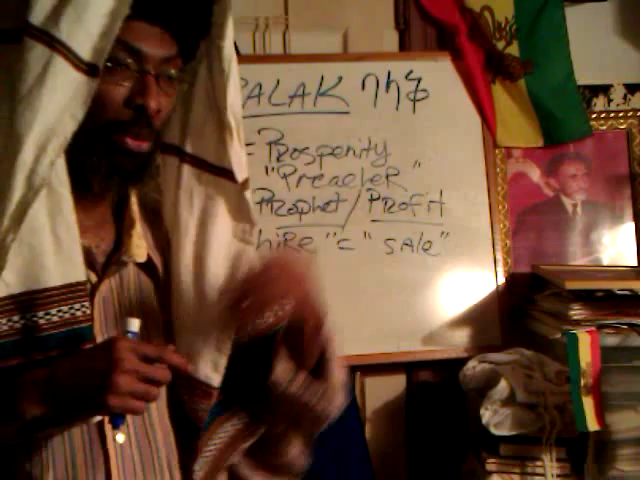 BALAK ባላቅ
= Prosperity
"Preacher"
Prophet / Profit
hire "=" sale"